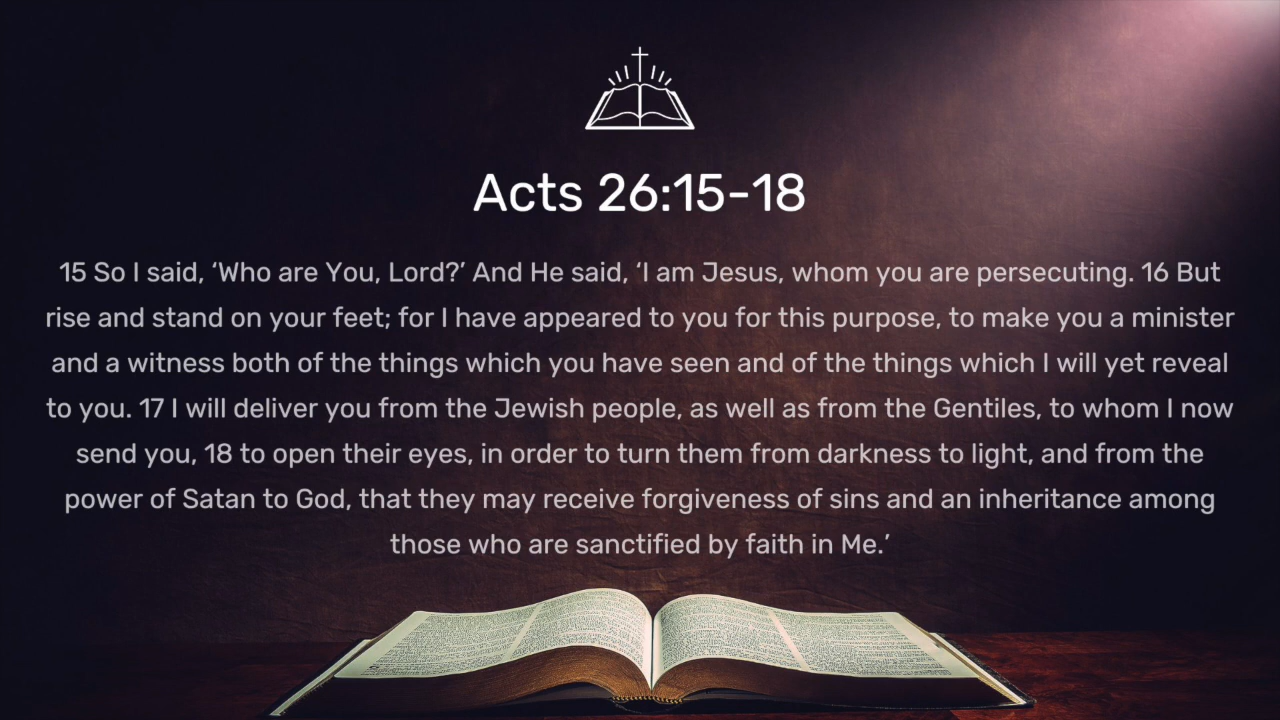 Acts 26:15-18
15 So I said, ‘Who are You, Lord?’ And He said, ‘I am Jesus, whom you are persecuting. 16 But
rise and stand on your feet; for I have appeared to you for this purpose, to make you a minister
and a witness both of the things which you have seen and of the things which I will yet reveal
to you. 17 I will deliver you from the Jewish people, as well as from the Gentiles, to whom I now
send you, 18 to open their eyes, in order to turn them from darkness to light, and from the
power of Satan to God, that they may receive forgiveness of sins and an inheritance among
those who are sanctified by faith in Me.’